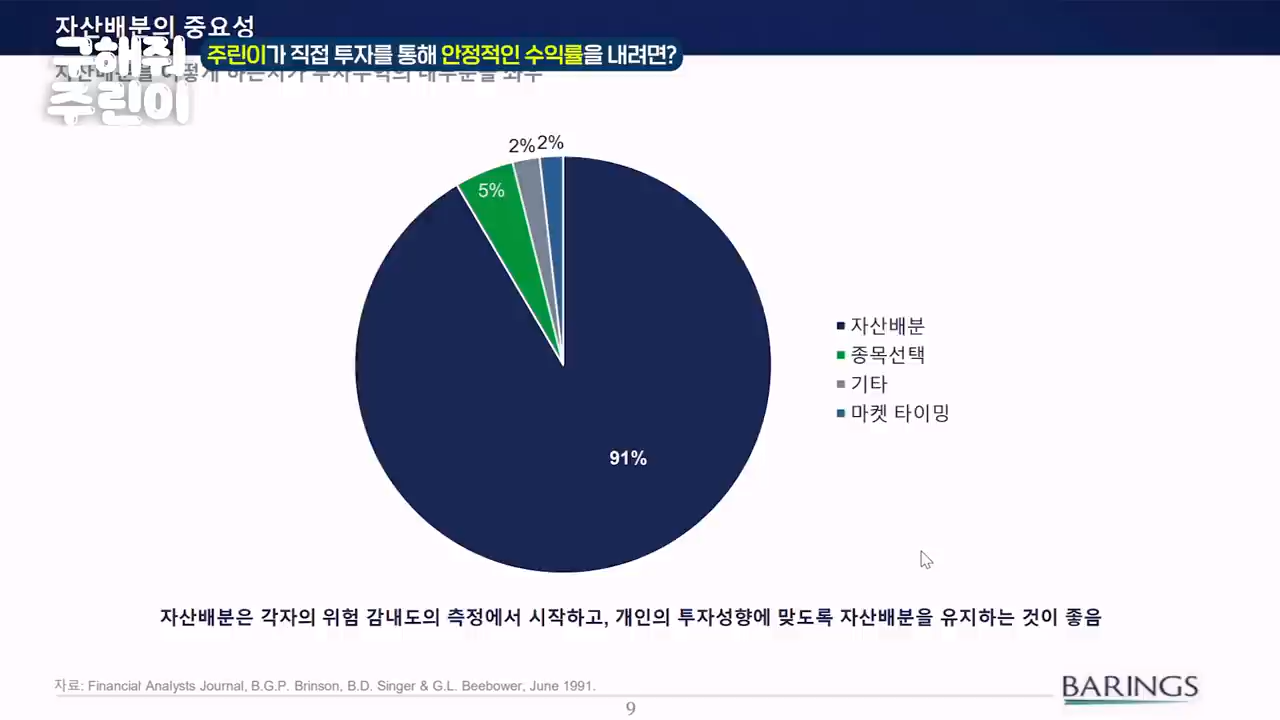 자산배분의 중요성
구해줘
주린이
주린이가 직접 투자를 통해 안정적인 수익률을 내려면?
2% 2%
5%
91%
자산배분
종목선택
기타
마켓 타이밍
자산배분은 각자의 위험 감내도의 측정에서 시작하고, 개인의 투자성향에 맞도록 자산배분을 유지하는 것이 좋음
자료: Financial Analysts Journal, B.G.P. Brinson, B.D. Singer & G.L. Beebower, June 1991.
BARINGS
9